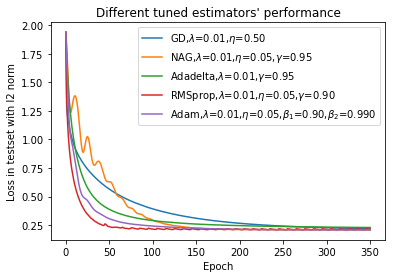 Different tuned estimators' performance
Loss in testset with l2 norm
2.00
1.75
1.50
1.25
1.00
0.75
0.50
0.25
GD,λ=0.01,η=0.50
NAG,λ=0.01,η=0.05,γ=0.95
Adadelta,λ=0.01,γ=0.95
RMSprop,λ=0.01,η=0.05,γ=0.90
Adam,λ=0.01,η=0.05,β₁=0.90,β₂=0.990
0 50 100 150 200 250 300 350
Epoch